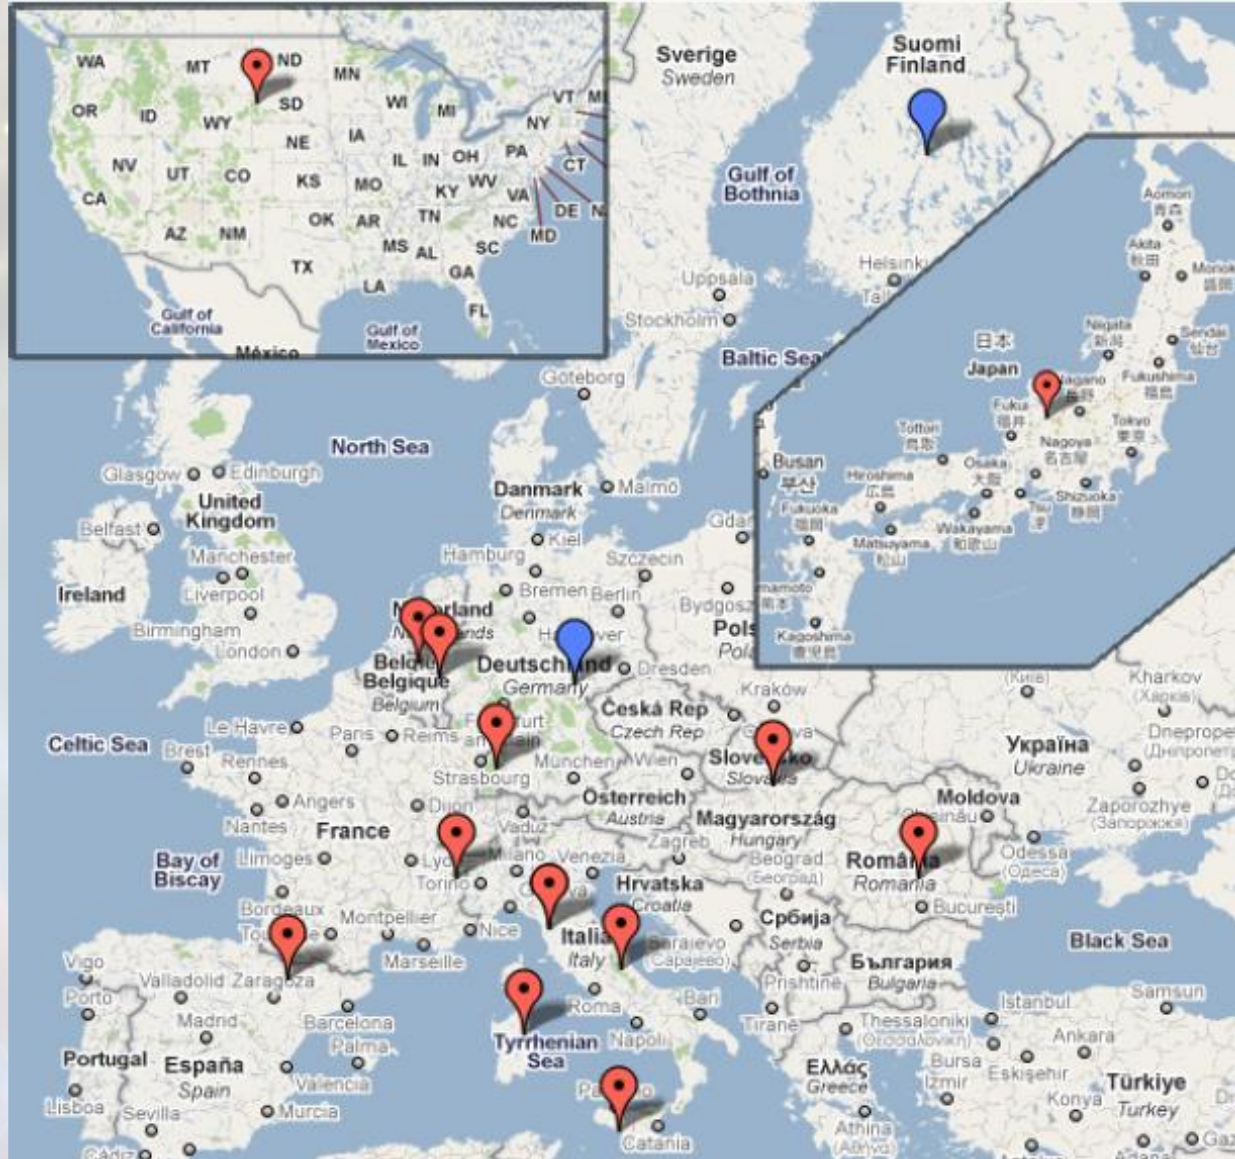 WA
MT
ND
MN
OR
ID
SD
WI
MI
VT
WY
NY
NE
IA
NV
UT
CO
IL
IN
OH
PA
CT
CA
KS
MO
KY
WV
VA
DE
MD
AZ
NM
OK
AR
TN
NC
MS
AL
SC
TX
LA
GA
FL
Gulf of
California
Gulf of
Mexico
México
Sverige
Sweden
Suomi
Finland
Gulf of
Bothnia
Uppsala
Stockholm
Baltic Sea
Göteborg
Aomori
青森
Akita
秋田
Niigata
新潟
Sendai
仙台
日本
Japan
Fukushima
福島
Tokyo
東京
Tottori
鳥取
Nagoya
名古屋
Osaka
大阪
Busan
부산
Hiroshima
広島
Shizuoka
静岡
Fukuoka
福岡
Wakayama
和歌山
Matsuyama
松山
Kagoshima
鹿児島
North Sea
Glasgow
Edinburgh
United
Kingdom
Belfast
Manchester
Ireland
Liverpool
Birmingham
London
Danmark
Denmark
Malmö
Kiel
Hamburg
Szczecin
Bremen
Berlin
Deutschland
Germany
Dresden
Belgique
Belgium
Celtic Sea
Le Havre
Reims
Paris
Brest
Rennes
Strasbourg
München
Wien
Česká Rep
Czech Rep
Kraków
Kharkov
(Харків)
Україна
Ukraine
Zaporozhye
(Запоріжжя)
Odessa
(Одеса)
Moldova
Angers
Nantes
Dijon
France
Vaduz
Österreich
Austria
Magyarország
Hungary
Bay of
Biscay
Limoges
Milano
Venezia
Zagreb
Torino
Beograd
(Београд)
România
Romania
Hrvatska
Croatia
București
Bordeaux
Montpellier
Nice
Marseille
Italia
Italy
Sarajevo
(Сарајево)
Србија
Serbia
Prishtinë
България
Bulgaria
Black Sea
Vigo
Porto
Valladolid
Zaragoza
Madrid
Barcelona
Portugal
España
Spain
Palma
Valencia
Lisboa
Sevilla
Murcia
Cádiz
Roma
Bari
Napoli
Tyrrhenian
Sea
Tiranë
Catania
Thessaloniki
(Θεσσαλονίκη)
Istanbul
Samsun
Ankara
Bursa
Eskişehir
İzmir
Ελλάς
Greece
Türkiye
Turkey
Konya
Athina
(Αθήνα)